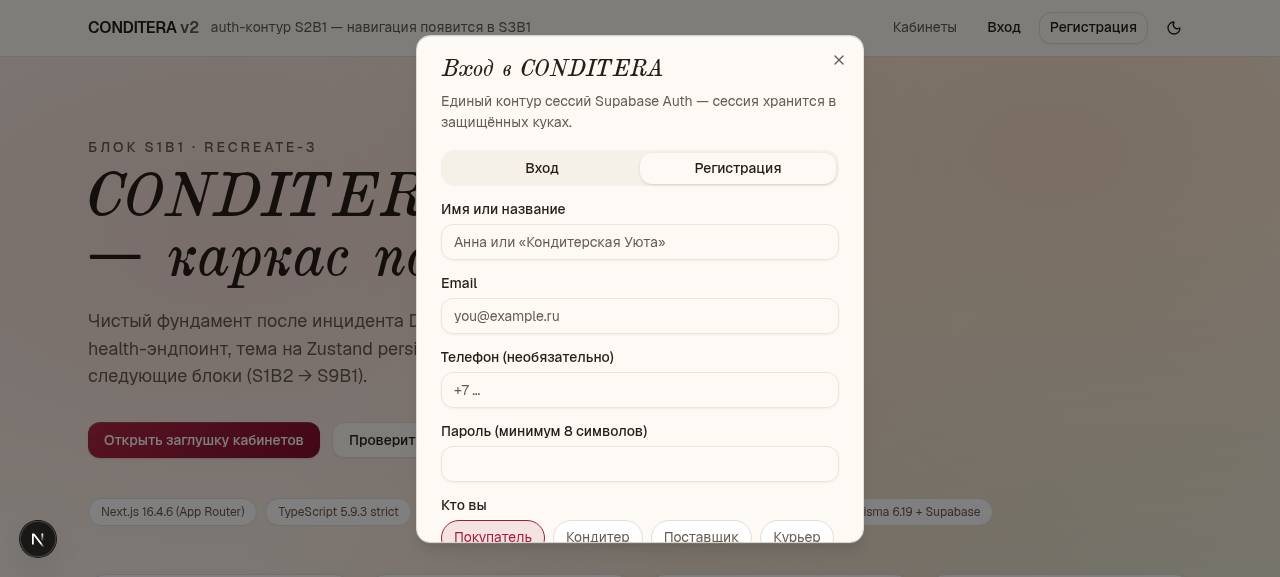 CONDITERA v2 auth-контур S2B1 — навигация появится в S3B1 Кабинеты Вход Регистрация
Вход в CONDITERA
Единый контур сессий Supabase Auth — сессия хранится в
защищённых куках.
Вход Регистрация
Имя или название
Анна или «Кондитерская Уюта»
Email
you@example.ru
Телефон (необязательно)
+7 ...
Пароль (минимум 8 символов)
Кто вы
Покупатель Кондитер Поставщик Курьер
БЛОК S1B1 · RECREATE-3
CONDITER
— каркас
Чистый фундамент после инцидента
health-эндпоинт, тема на Zustand
следующие блоки (S1B2 → S9B1).
Открыть заглушку кабинетов
Next.js 16.4.6 (App Router) TypeScript 5.9.3 strict 6.19 + Supabase
N